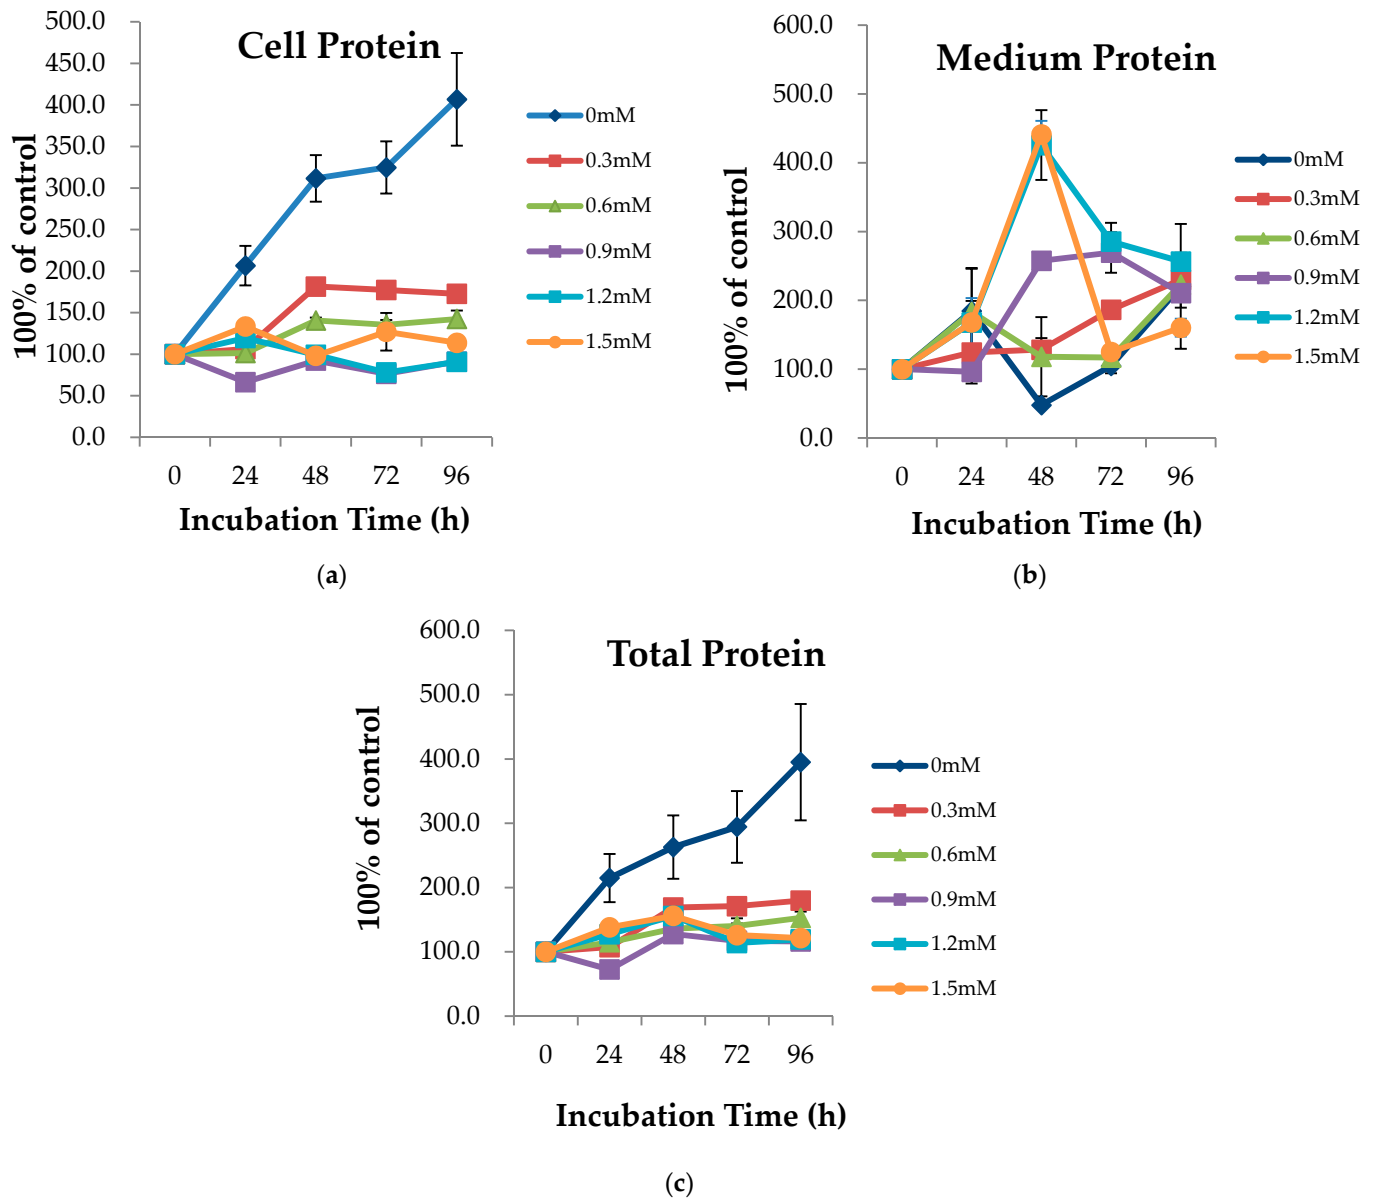 Cell Protein
500.0
450.0
400.0
350.0
300.0
250.0
200.0
150.0
100.0
50.0
0.0
100% of control
0 24 48 72 96
Incubation Time (h)
0mM
0.3mM
0.6mM
0.9mM
1.2mM
1.5mM
(a)
Medium Protein
600.0
500.0
400.0
300.0
200.0
100.0
0.0
100% of control
0 24 48 72 96
Incubation Time (h)
0mM
0.3mM
0.6mM
0.9mM
1.2mM
1.5mM
(b)
Total Protein
600.0
500.0
400.0
300.0
200.0
100.0
0.0
100% of control
0 24 48 72 96
Incubation Time (h)
0mM
0.3mM
0.6mM
0.9mM
1.2mM
1.5mM
(c)